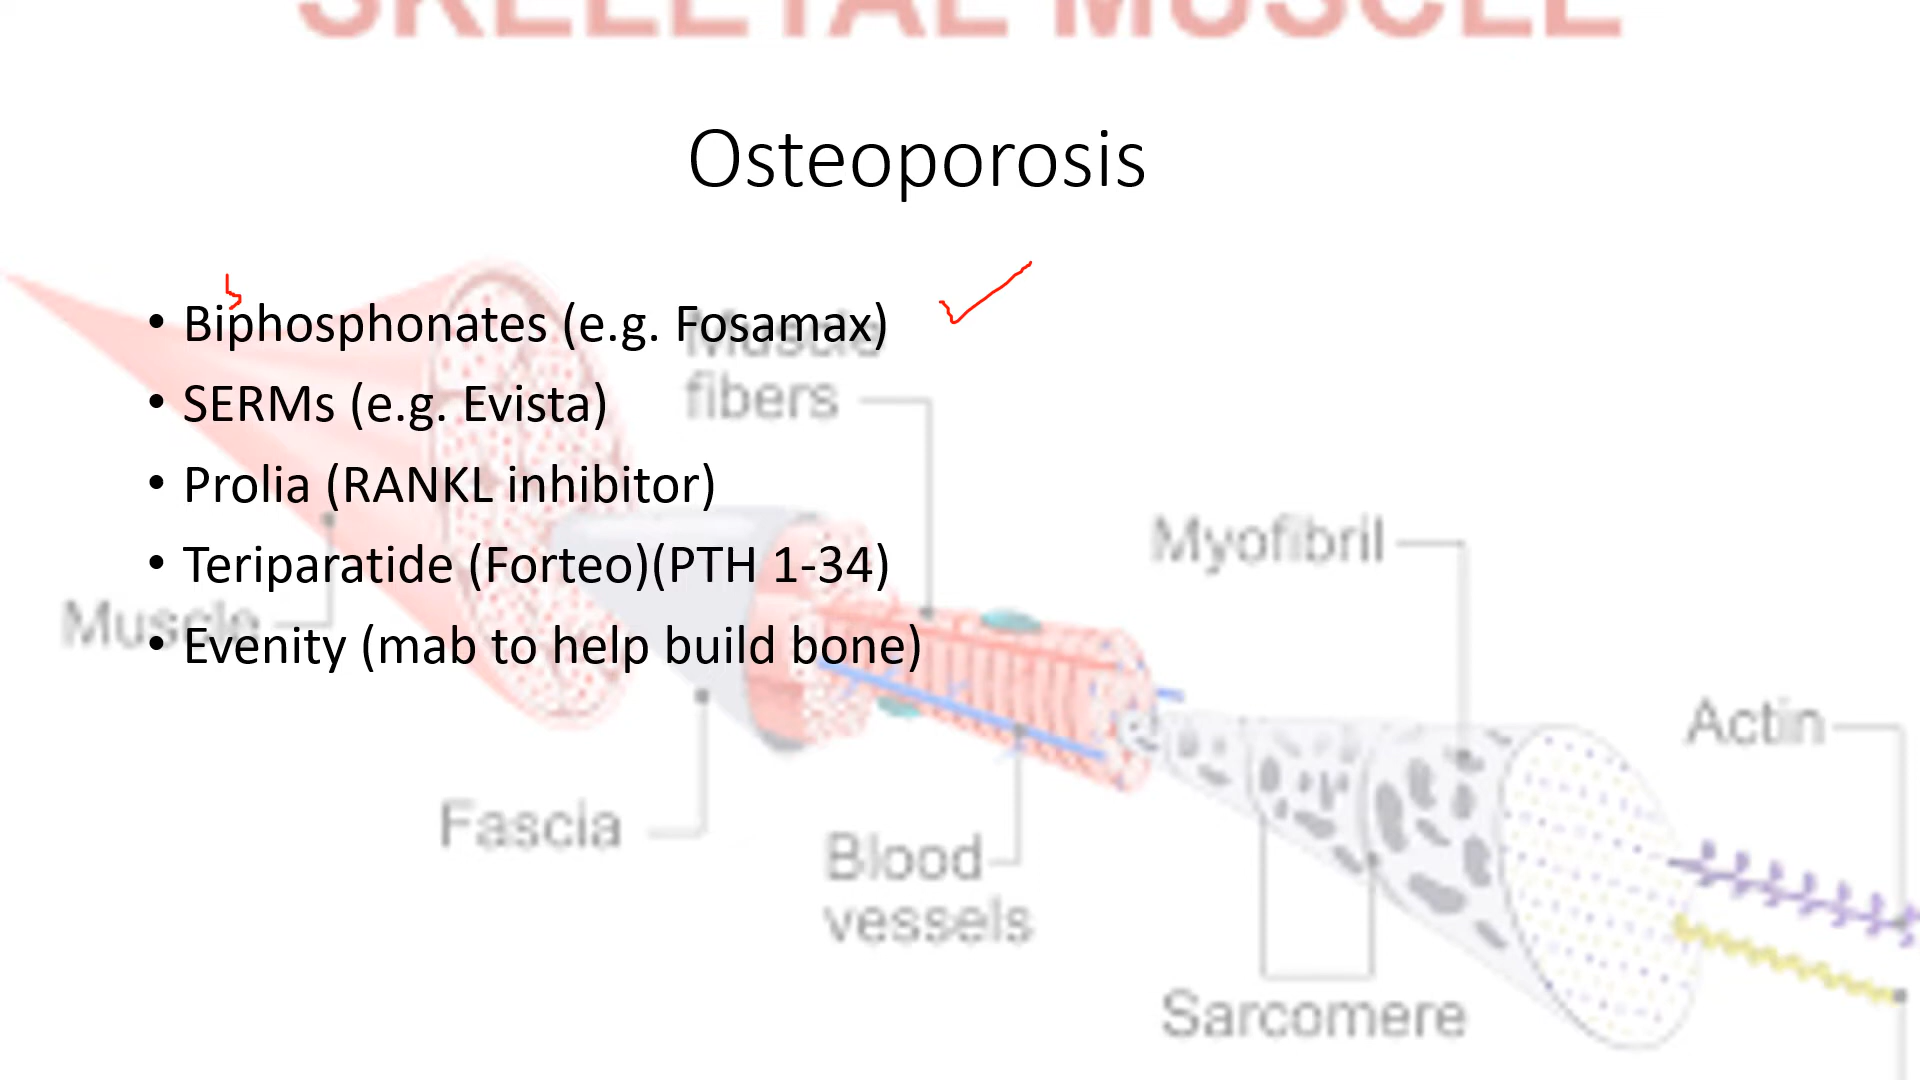 SKELETAL MUSCLE
Osteoporosis
s
• Biphosphonates (e.g. Fosamax)
• SERMs (e.g. Evista)
• Prolia (RANKL inhibitor)
• Teriparatide (Forteo)(PTH 1-34)
• Evenity (mab to help build bone)
Muscle
fibers
Myofibril
Muscle
Actin
Fascia
Blood
vessels
Sarcomere